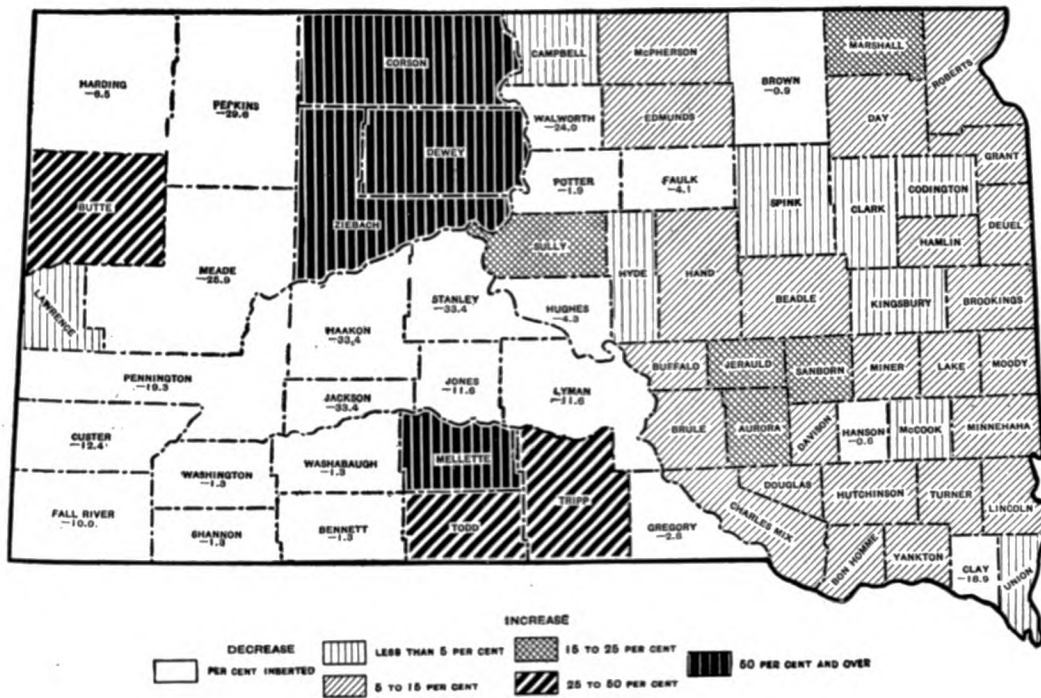 HARDING
−6.5
PERKINS
−29.6
CORSON
CAMPBELL
McPHERSON
BROWN
−0.9
MARSHALL
ROBERTS
WALWORTH
−24.0
EDMUNDS
DAY
GRANT
DEWEY
BUTTE
ZIEBACH
POTTER
−1.9
FAULK
−4.1
SPINK
CLARK
CODINGTON
DEUEL
HAMLIN
MEADE
−25.9
SULLY
HYDE
HAND
LAWRENCE
STANLEY
−33.4
HUGHES
−4.3
BEADLE
KINGSBURY
BROOKINGS
HAAKON
−33.4
PENNINGTON
−19.3
JONES
−11.6
LYMAN
−11.6
BUFFALO
JERAULD
SANBORN
MINER
LAKE
MOODY
JACKSON
−33.4
CUSTER
−12.4
BRULE
AURORA
DAVISON
HANSON
−0.6
McCOOK
MINNEHAHA
WASHINGTON
−1.3
WASHABAUGH
−1.3
MELLETTE
TRIPP
DOUGLAS
HUTCHINSON
TURNER
LINCOLN
FALL RIVER
−10.0
SHANNON
−1.3
BENNETT
−1.3
TODD
GREGORY
−2.8
CHARLES MIX
BON HOMME
YANKTON
CLAY
−16.9
UNION
INCREASE
DECREASE
PER CENT INSERTED
LESS THAN 5 PER CENT
15 TO 25 PER CENT
50 PER CENT AND OVER
5 TO 15 PER CENT
25 TO 50 PER CENT